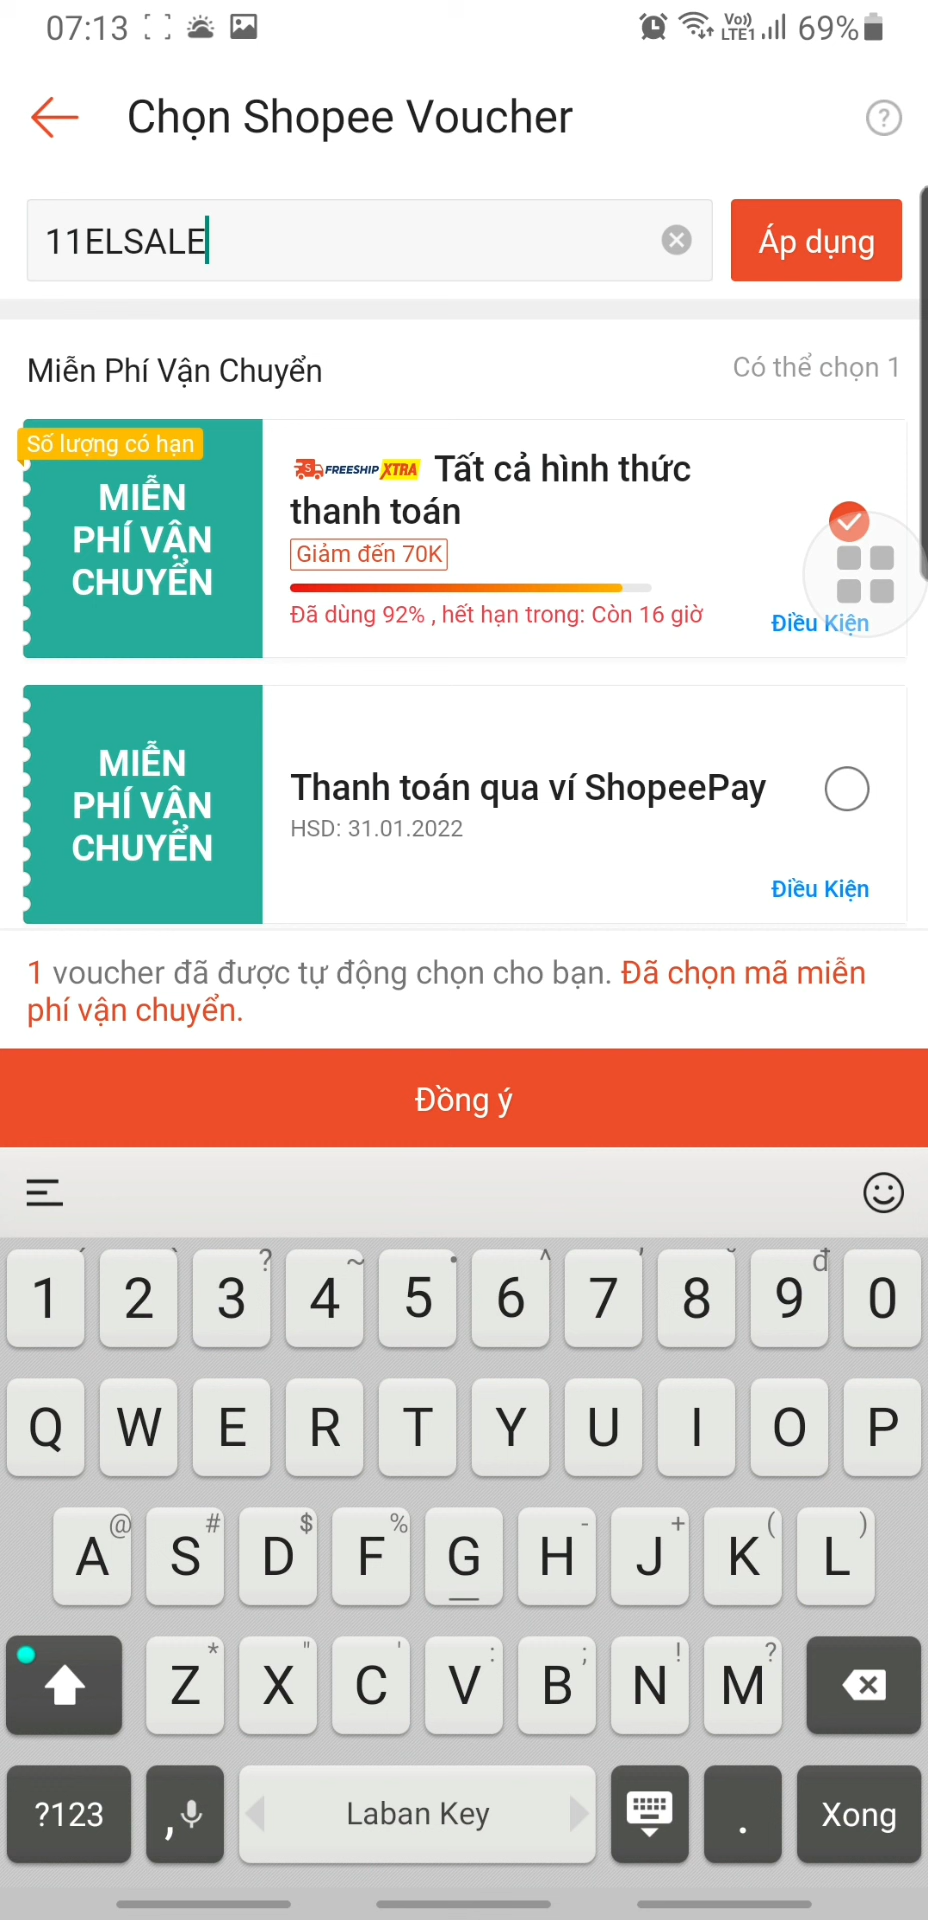 07:13 Vo)) LTE1 69%
Chọn Shopee Voucher ?
11ELSALE
Áp dụng
Miễn Phí Vận Chuyển
Có thể chọn 1
Số lượng có hạn
MIỄN
PHÍ VẬN
CHUYỂN
FREESHIP XTRA Tất cả hình thức
thanh toán
Giảm đến 70K
Đã dùng 92% , hết hạn trong: Còn 16 giờ
Điều Kiện
MIỄN
PHÍ VẬN
CHUYỂN
Thanh toán qua ví ShopeePay
HSD: 31.01.2022
Điều Kiện
1 voucher đã được tự động chọn cho bạn. Đã chọn mã miễn
phí vận chuyển.
Đồng ý
1 2 3 ? 4 ~ 5 • 6 ^ 7 ' 8 ˘ 9 đ 0
Q W E R T Y U I O P
A @ S # D $ F % G _ H - J + K ( L )
Z * X " C ' V : B ; N ! M ?
?123 , Laban Key . Xong